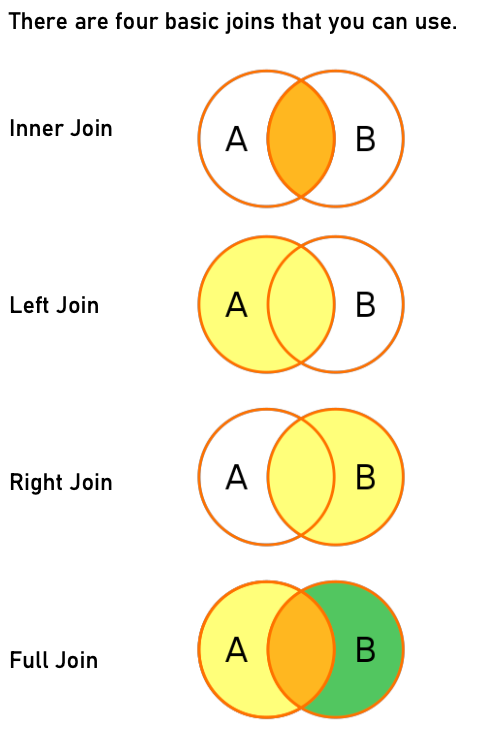 There are four basic joins that you can use.
Inner Join
A B
Left Join
A B
Right Join
A B
Full Join
A B